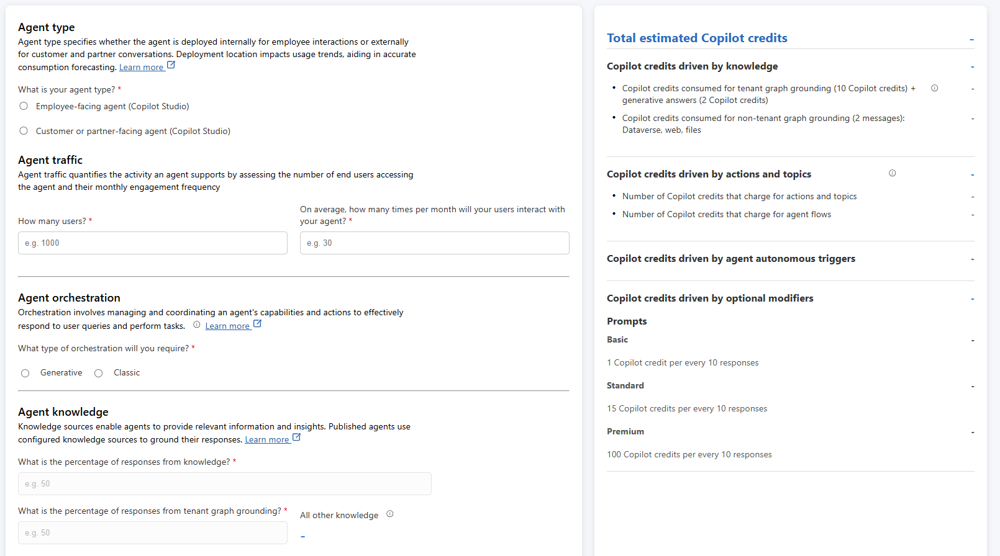 Agent type
Agent type specifies whether the agent is deployed internally for employee interactions or externally
for customer and partner conversations. Deployment location impacts usage trends, aiding in accurate
consumption forecasting. Learn more
What is your agent type? *
Employee-facing agent (Copilot Studio)
Customer or partner-facing agent (Copilot Studio)
Agent traffic
Agent traffic quantifies the activity an agent supports by assessing the number of end users accessing
the agent and their monthly engagement frequency
How many users? *
e.g. 1000
On average, how many times per month will your users interact with
your agent? *
e.g. 30
Agent orchestration
Orchestration involves managing and coordinating an agent's capabilities and actions to effectively
respond to user queries and perform tasks. Learn more
What type of orchestration will you require? *
Generative Classic
Agent knowledge
Knowledge sources enable agents to provide relevant information and insights. Published agents use
configured knowledge sources to ground their responses. Learn more
What is the percentage of responses from knowledge? *
e.g. 50
What is the percentage of responses from tenant graph grounding? *
e.g. 50
All other knowledge
-
Total estimated Copilot credits -
Copilot credits driven by knowledge -
• Copilot credits consumed for tenant graph grounding (10 Copilot credits) + -
generative answers (2 Copilot credits)
• Copilot credits consumed for non-tenant graph grounding (2 messages): -
Dataverse, web, files
Copilot credits driven by actions and topics -
• Number of Copilot credits that charge for actions and topics -
• Number of Copilot credits that charge for agent flows -
Copilot credits driven by agent autonomous triggers -
Copilot credits driven by optional modifiers -
Prompts
Basic -
1 Copilot credit per every 10 responses
Standard -
15 Copilot credits per every 10 responses
Premium -
100 Copilot credits per every 10 responses